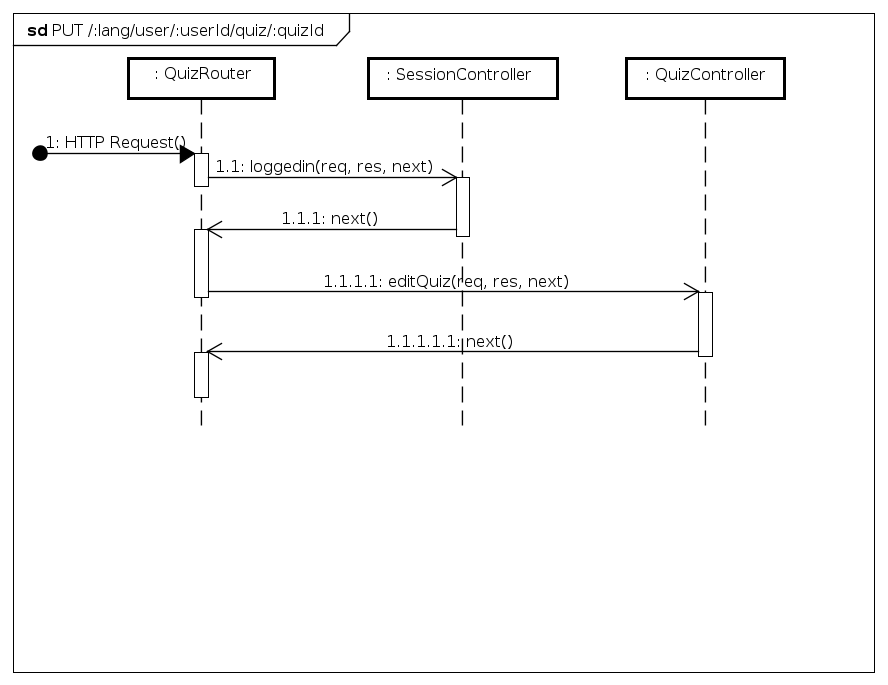 sd PUT /:lang/user/:userId/quiz/:quizId
: QuizRouter
: SessionController
: QuizController
1: HTTP Request()
1.1: loggedin(req, res, next)
1.1.1: next()
1.1.1.1: editQuiz(req, res, next)
1.1.1.1.1: next()